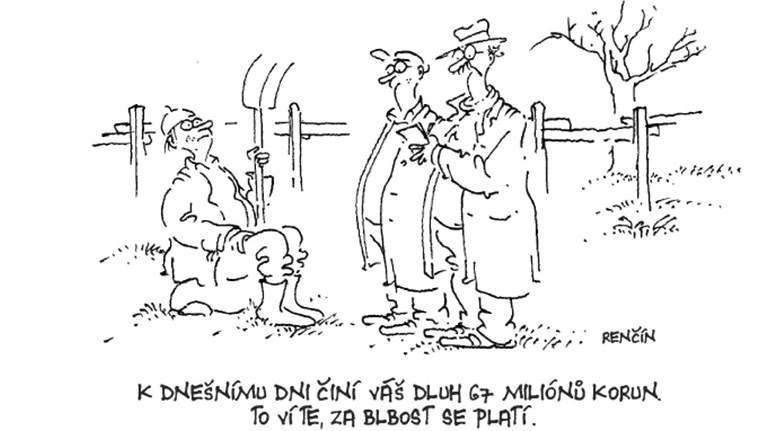 RENČÍN
K DNEŠNÍMU DNI ČINÍ VÁŠ DLUH 67 MILIÓNŮ KORUN.
TO VÍTE, ZA BLBOST SE PLATÍ.